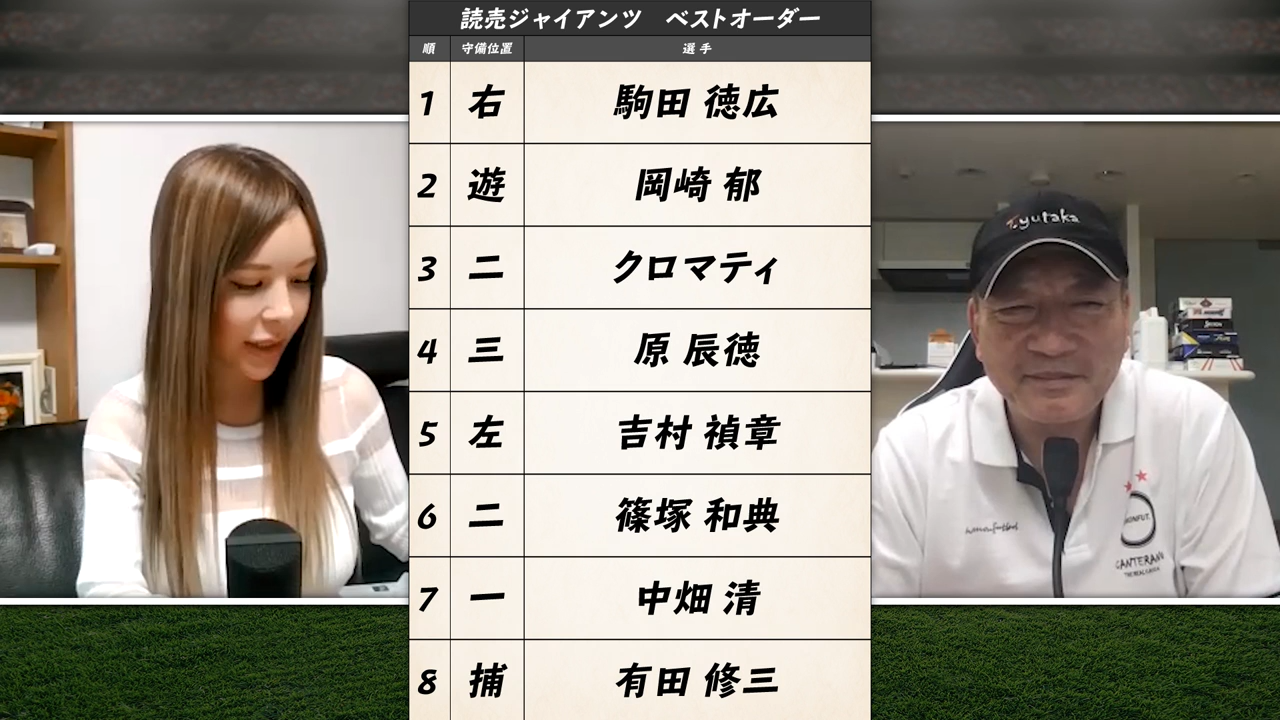 読売ジャイアンツ ベストオーダー
順 守備位置 選手
1 右 駒田 徳広
2 遊 岡崎 郁
3 二 クロマティ
4 三 原 辰徳
5 左 吉村 禎章
6 二 篠塚 和典
7 一 中畑 清
8 捕 有田 修三
yutaka
CANTERANO